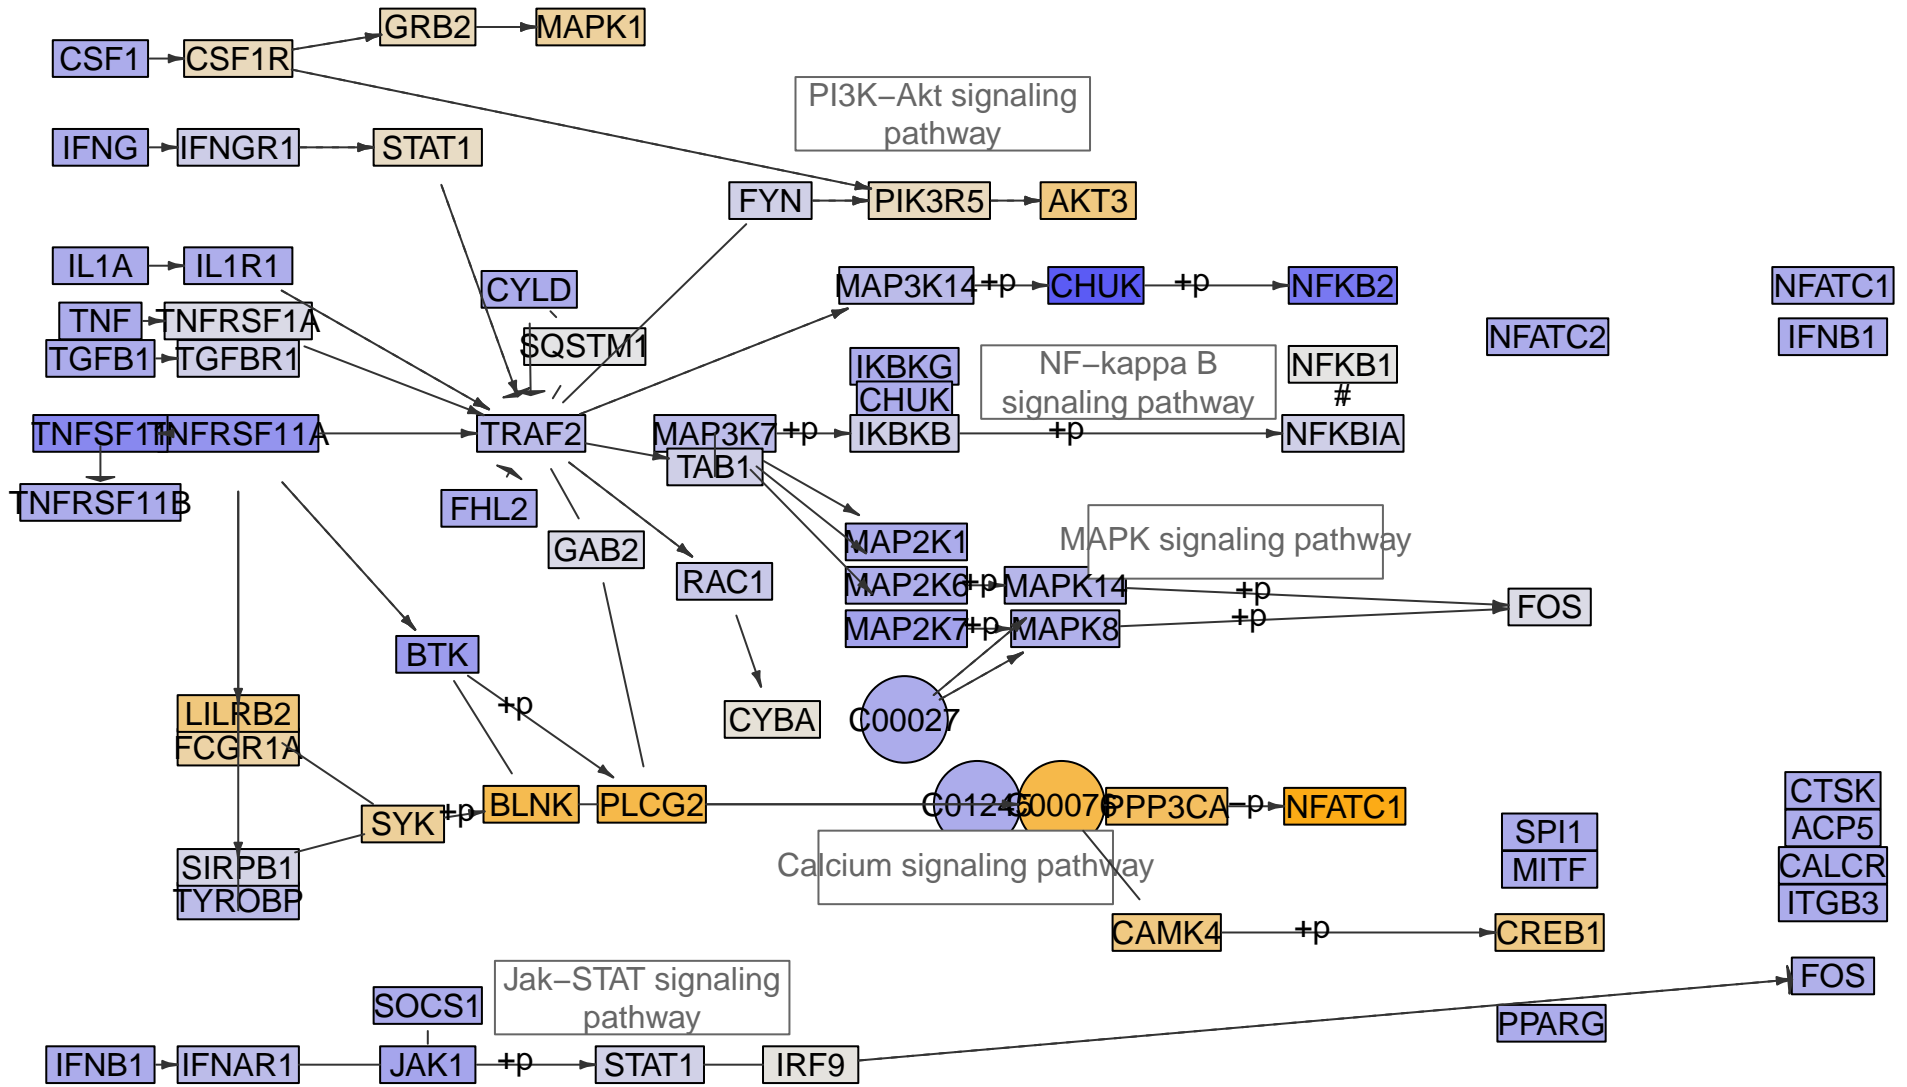 GRB2
MAPK1
CSF1
CSF1R
PI3K−Akt signaling
pathway
IFNG
IFNGR1
STAT1
FYN
PIK3R5
AKT3
IL1A
IL1R1
CYLD
MAP3K14
+p
CHUK
+p
NFKB2
NFATC1
TNF
TNFRSF1A
SQSTM1
NFATC2
IFNB1
TGFB1
TGFBR1
IKBKG
NF−kappa B
signaling pathway
NFKB1
CHUK
#
TNFSF11
TNFRSF11A
TRAF2
MAP3K7
+p
IKBKB
+p
NFKBIA
TAB1
TNFRSF11B
FHL2
GAB2
MAP2K1
MAPK signaling pathway
RAC1
MAP2K6
+p
MAPK14
+p
FOS
MAP2K7
+p
MAPK8
+p
BTK
LILRB2
+p
CYBA
C00027
FCGR1A
SYK
+p
BLNK
PLCG2
C01245
C00076
PPP3CA
−p
NFATC1
CTSK
SPI1
ACP5
SIRPB1
Calcium signaling pathway
MITF
CALCR
TYROBP
ITGB3
CAMK4
+p
CREB1
Jak−STAT signaling
pathway
FOS
SOCS1
PPARG
IFNB1
IFNAR1
JAK1
+p
STAT1
IRF9